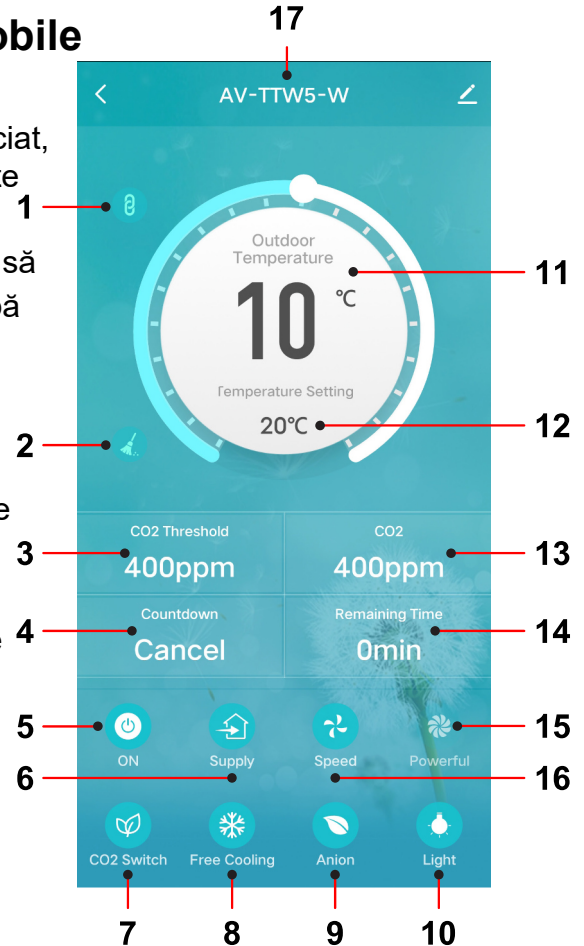 obile
17
AV-TTW5-W
ciat,
te
1
să
pă
Outdoor
Temperature
11
10 ℃
Temperature Setting
20℃
12
2
e
CO2 Threshold
CO2
3
400ppm
400ppm
13
Countdown
Remaining Time
e
4
Cancel
0min
14
5
15
ON
Supply
Speed
Powerful
6
16
CO2 Switch
Free Cooling
Anion
Light
7
8
9
10